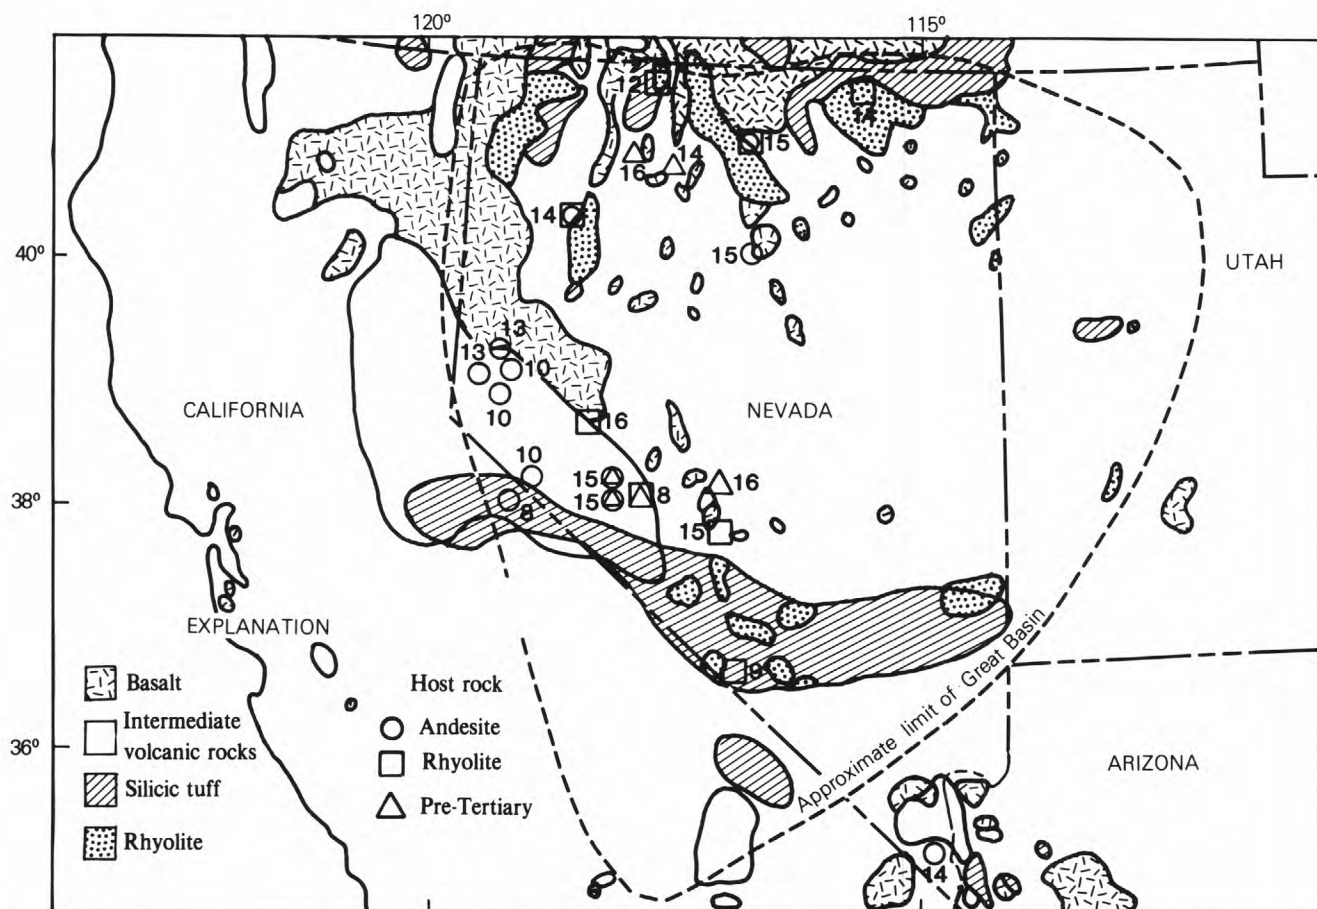 120°
115°
12
14
15
16
14
14
15
40°
UTAH
13
13
10
10
CALIFORNIA
NEVADA
16
10
15
16
15
8
8
38°
15
EXPLANATION
9
Basalt
Intermediate
volcanic rocks
Silicic tuff
Rhyolite
Host rock
Andesite
Rhyolite
Pre-Tertiary
36°
Approximate limit of Great Basin
ARIZONA
14